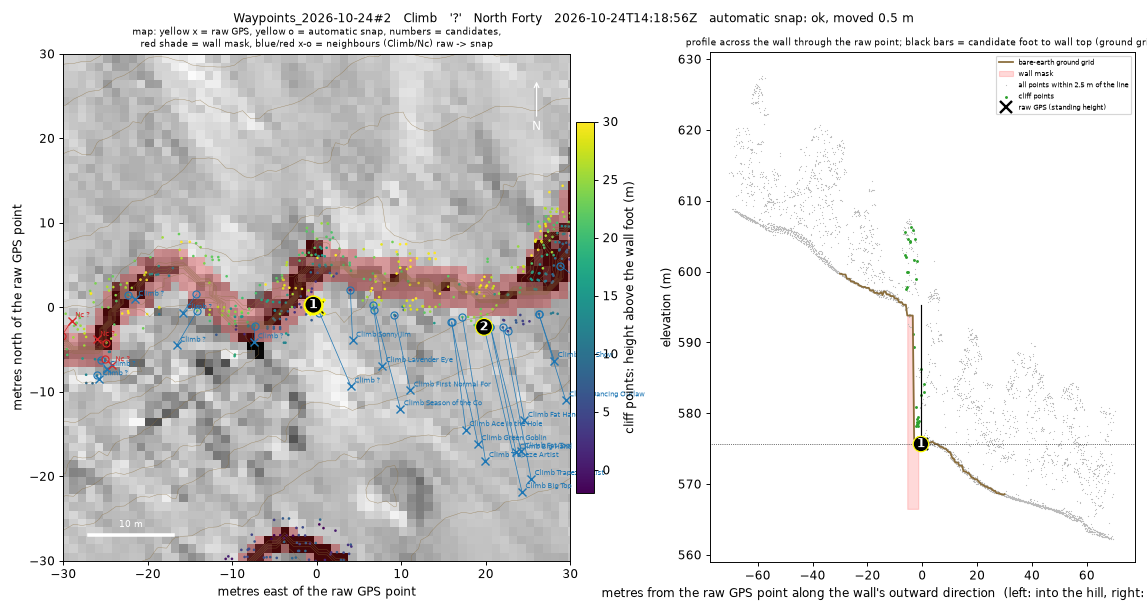 Waypoints_2026-10-24#2 Climb '?' North Forty 2026-10-24T14:18:56Z automatic snap: ok, moved 0.5 m
map: yellow x = raw GPS, yellow o = automatic snap, numbers = candidates,
red shade = wall mask, blue/red x-o = neighbours (Climb/Nc) raw -> snap
profile across the wall through the raw point; black bars = candidate foot to wall top (ground gr
30
20
10
0
−10
−20
−30
−30
−20
−10
0
10
20
30
metres north of the raw GPS point
metres east of the raw GPS point
N
10 m
1
2
Nc ?
Climb ?
Climb ?
Climb ?
Climb Sonny Jim
Climb Lavender Eye
Climb First Normal For
Climb Season of the Co
Climb Ace in the Hole
Climb Green Goblin
Climb Fat Han
Climb Big Top
30
25
20
15
10
5
0
cliff points: height above the wall foot (m)
630
620
610
600
590
580
570
560
elevation (m)
−60
−40
−20
0
20
40
60
bare-earth ground grid
wall mask
all points within 2.5 m of the line
cliff points
raw GPS (standing height)
1
metres from the raw GPS point along the wall's outward direction (left: into the hill, right: